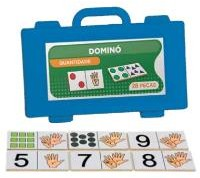 DOMINÓ
QUANTIDADE
28 PEÇAS
9
5 7 8